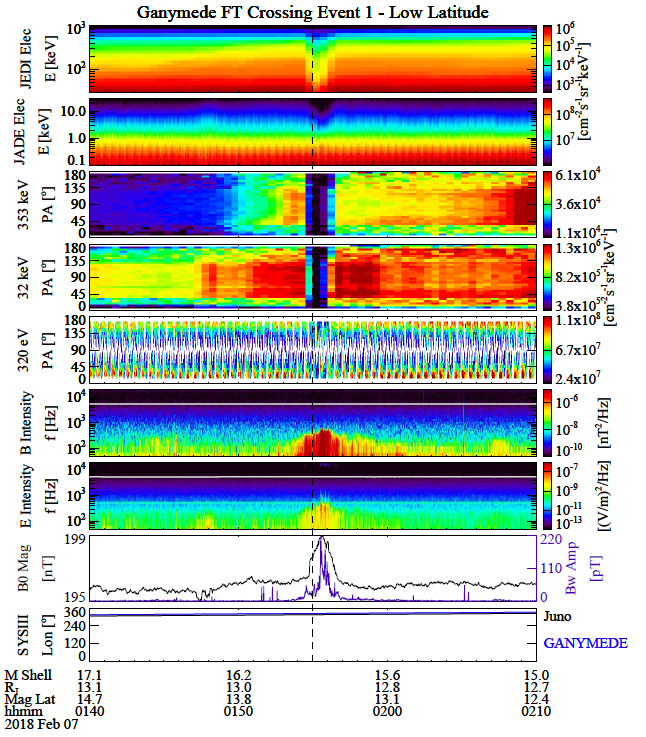 Ganymede FT Crossing Event 1 - Low Latitude
JEDI Elec
E [keV]
10³
10²
10⁶
10⁵
10⁴
10³
JADE Elec
E [keV]
10.0
1.0
0.1
10⁸
10⁷
[cm⁻²s⁻¹sr⁻¹keV⁻¹]
353 keV
PA [°]
180
135
90
45
0
6.1x10⁴
3.6x10⁴
1.1x10⁴
32 keV
PA [°]
180
135
90
45
0
1.3x10⁶
8.2x10⁵
3.8x10⁵
320 eV
PA [°]
180
135
90
45
0
1.1x10⁸
6.7x10⁷
2.4x10⁷
[cm⁻²s⁻¹sr⁻¹keV⁻¹]
B Intensity
f [Hz]
10⁴
10³
10²
10⁻⁶
10⁻⁸
10⁻¹⁰
[nT²/Hz]
E Intensity
f [Hz]
10⁴
10³
10²
10⁻⁷
10⁻⁹
10⁻¹¹
10⁻¹³
[(V/m)²/Hz]
B0 Mag
[nT]
199
195
220
110
0
Bw Amp
[pT]
SYSIII
Lon [°]
360
240
120
0
Juno
GANYMEDE
M Shell 17.1 16.2 15.6 15.0
R_J 13.1 13.0 12.8 12.7
Mag Lat 14.7 13.8 13.1 12.4
hhmm 0140 0150 0200 0210
2018 Feb 07